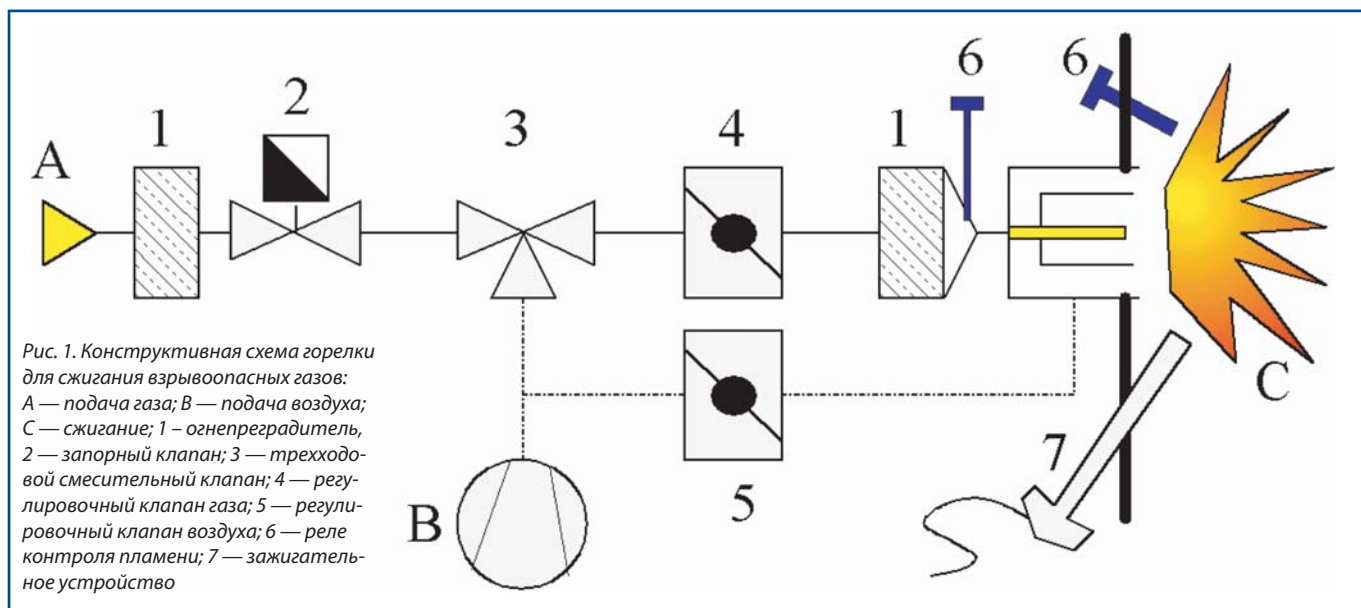 6
6
2
1
3
4
1
A
Рис. 1. Конструктивная схема горелки
для сжигания взрывоопасных газов:
А — подача газа; В — подача воздуха;
С — сжигание; 1 – огнепреградитель,
2 — запорный клапан; 3 — трехходо-
вой смесительный клапан; 4 — регу-
лировочный клапан газа; 5 — регули-
ровочный клапан воздуха; 6 — реле
контроля пламени; 7 — зажигатель-
ное устройство
C
7
5
B